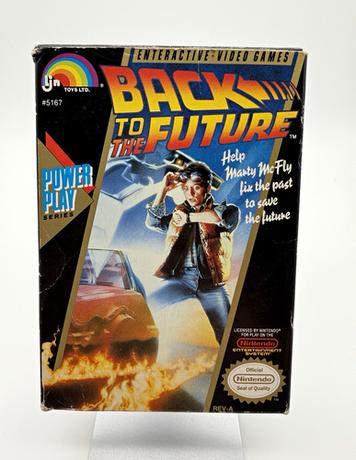 ENTERACTIVE™ VIDEO GAMES
ljn
TOYS LTD.
®
#5167
BACK
TO THE
FUTURE™
Help
Marty McFly
fix the past
to save
the future
POWER
PLAY
SERIES
LICENSED BY NINTENDO®
FOR PLAY ON THE
Nintendo
ENTERTAINMENT
SYSTEM®
Official
Nintendo
Seal of Quality
REV-A